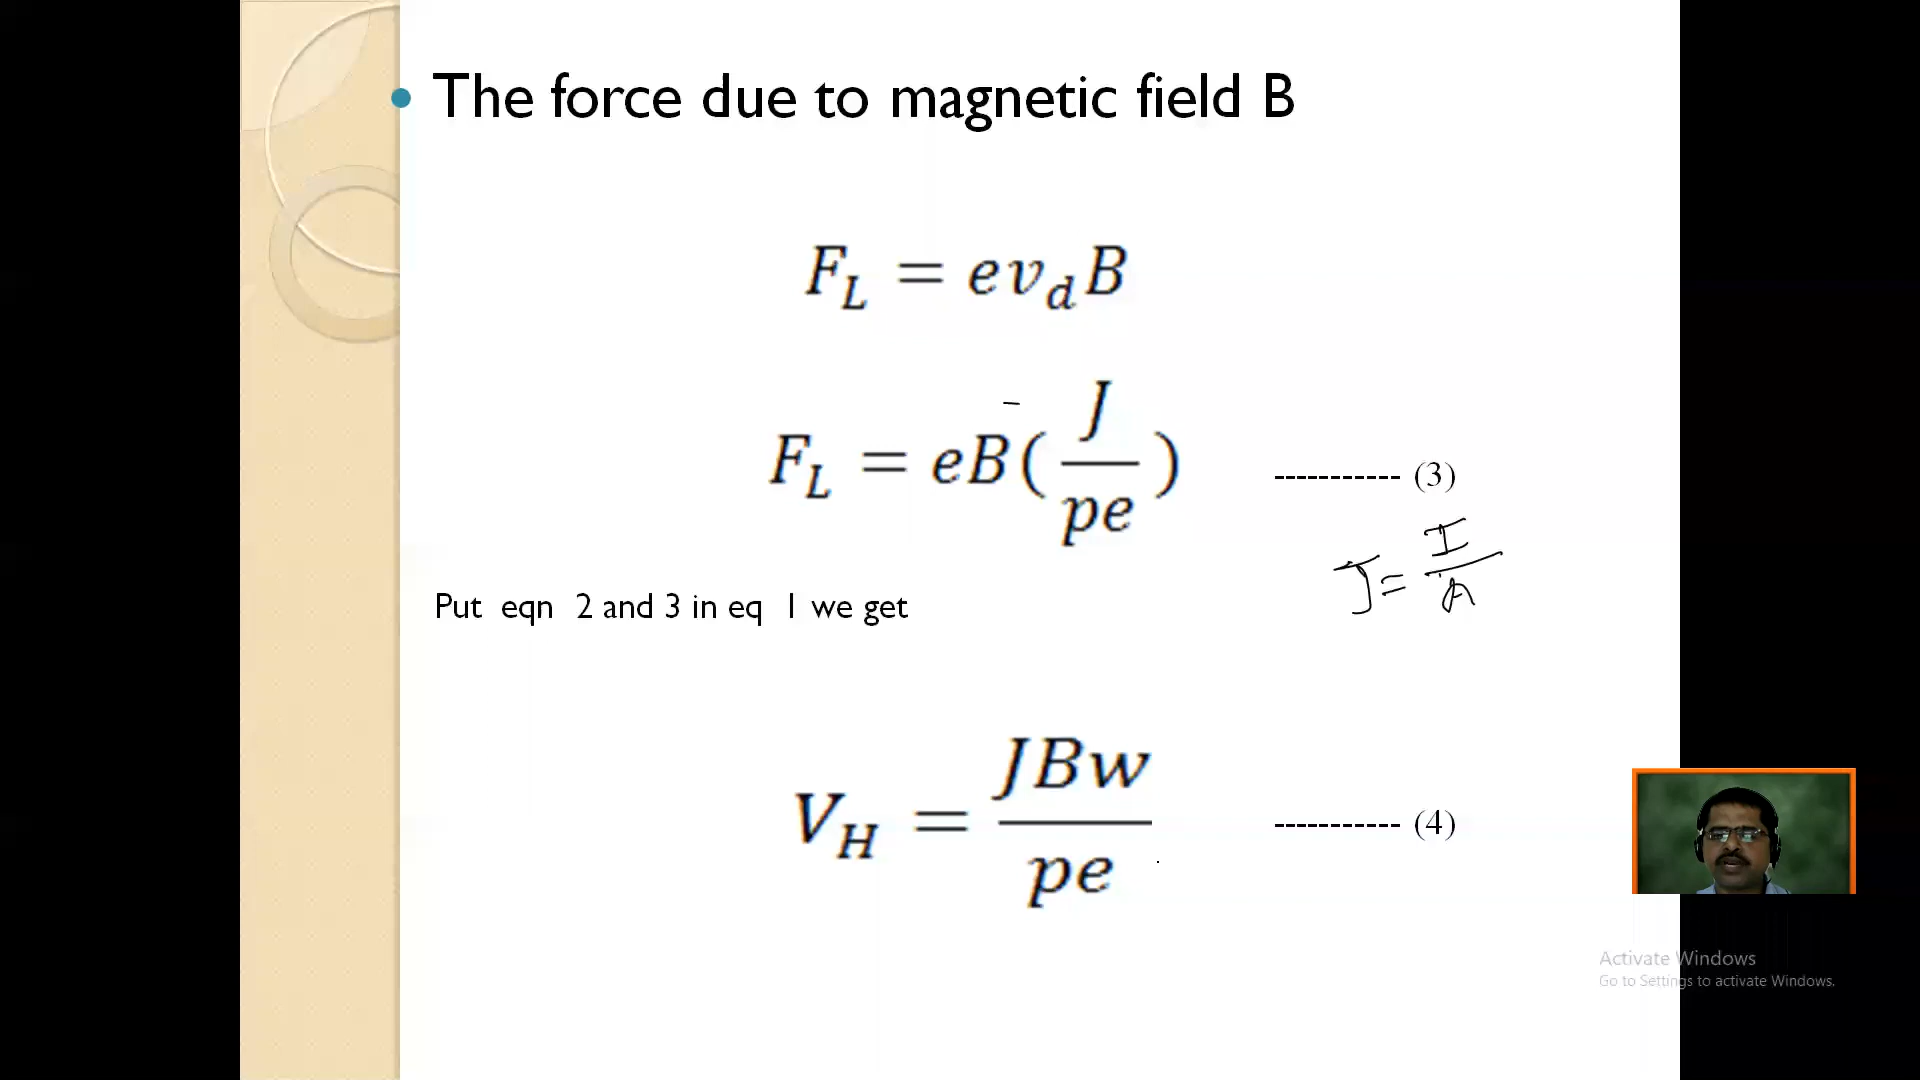 • The force due to magnetic field B
F_L = ev_dB
F_L = eB(J/pe) ----------- (3)
J = I/A
Put eqn 2 and 3 in eq 1 we get
V_H = JBw/pe ----------- (4)
Activate Windows
Go to Settings to activate Windows.